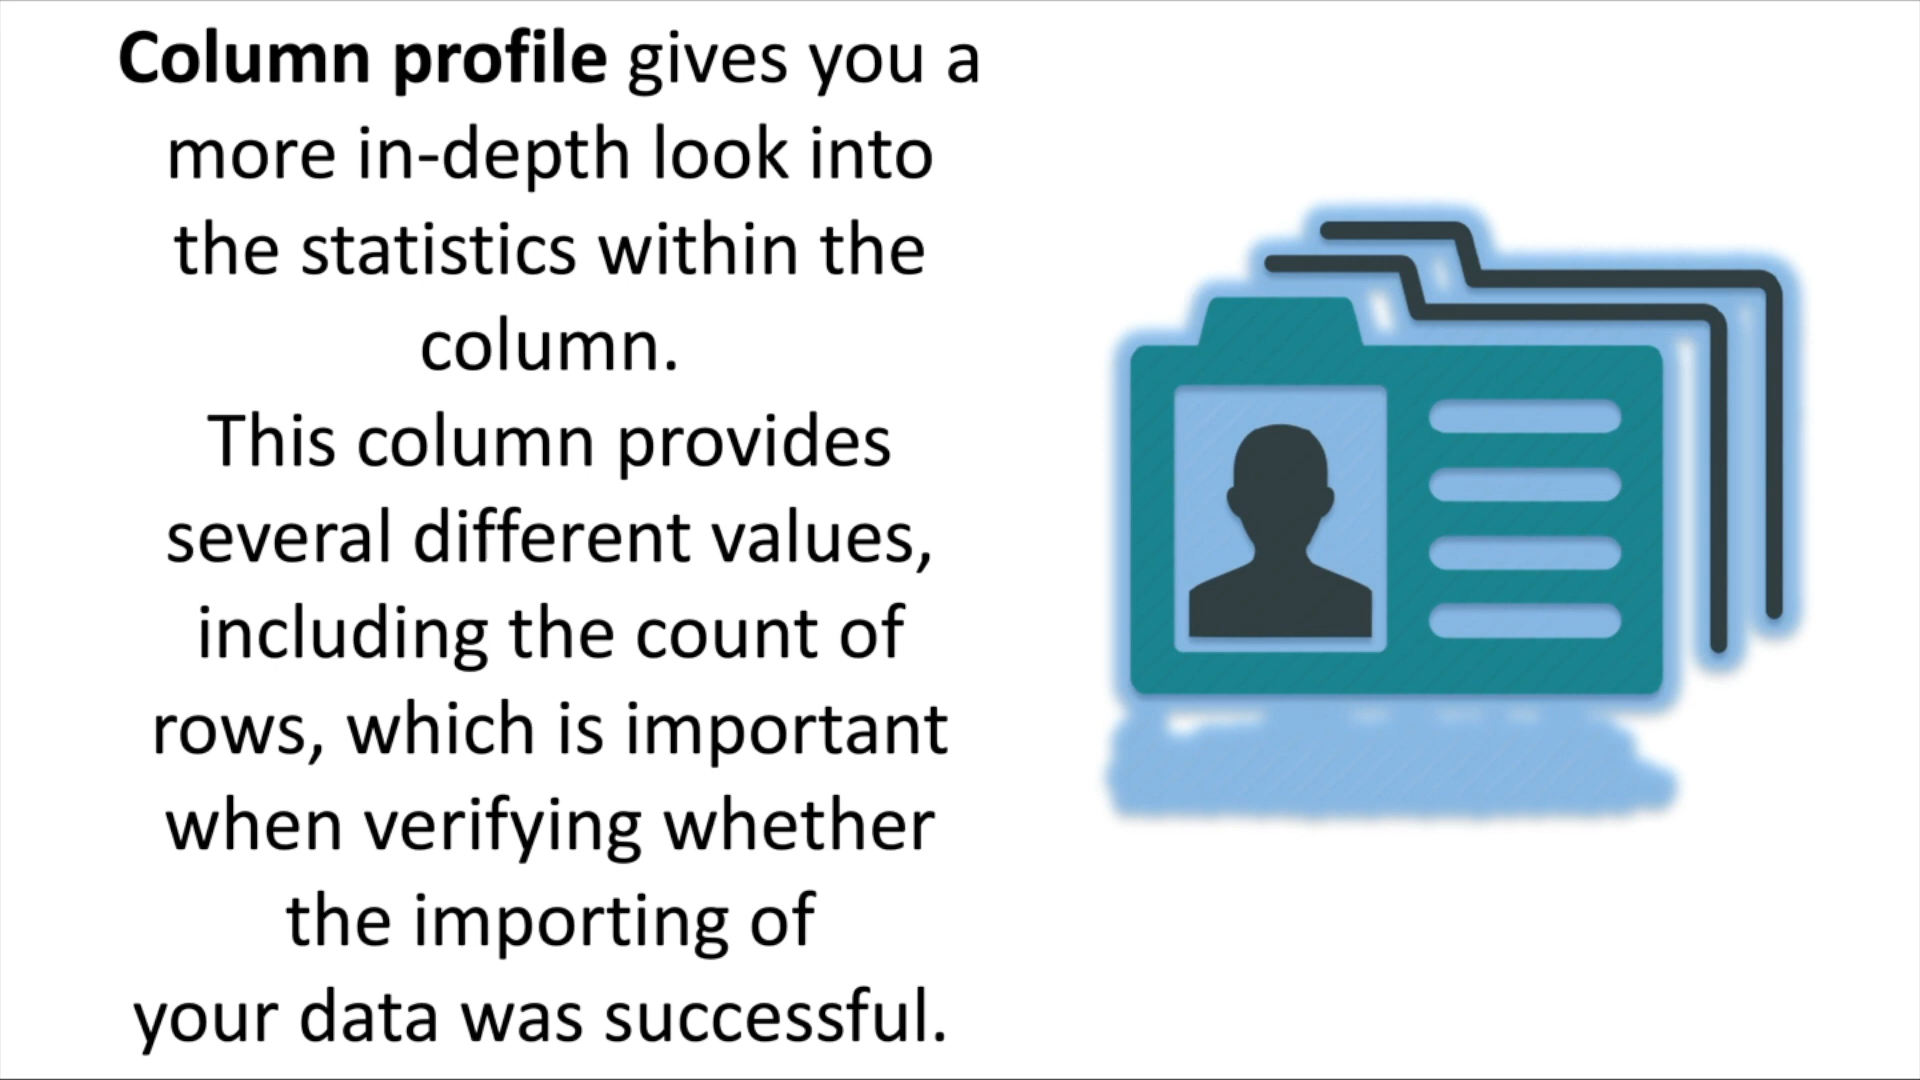 Column profile gives you a
more in-depth look into
the statistics within the
column.
This column provides
several different values,
including the count of
rows, which is important
when verifying whether
the importing of
your data was successful.